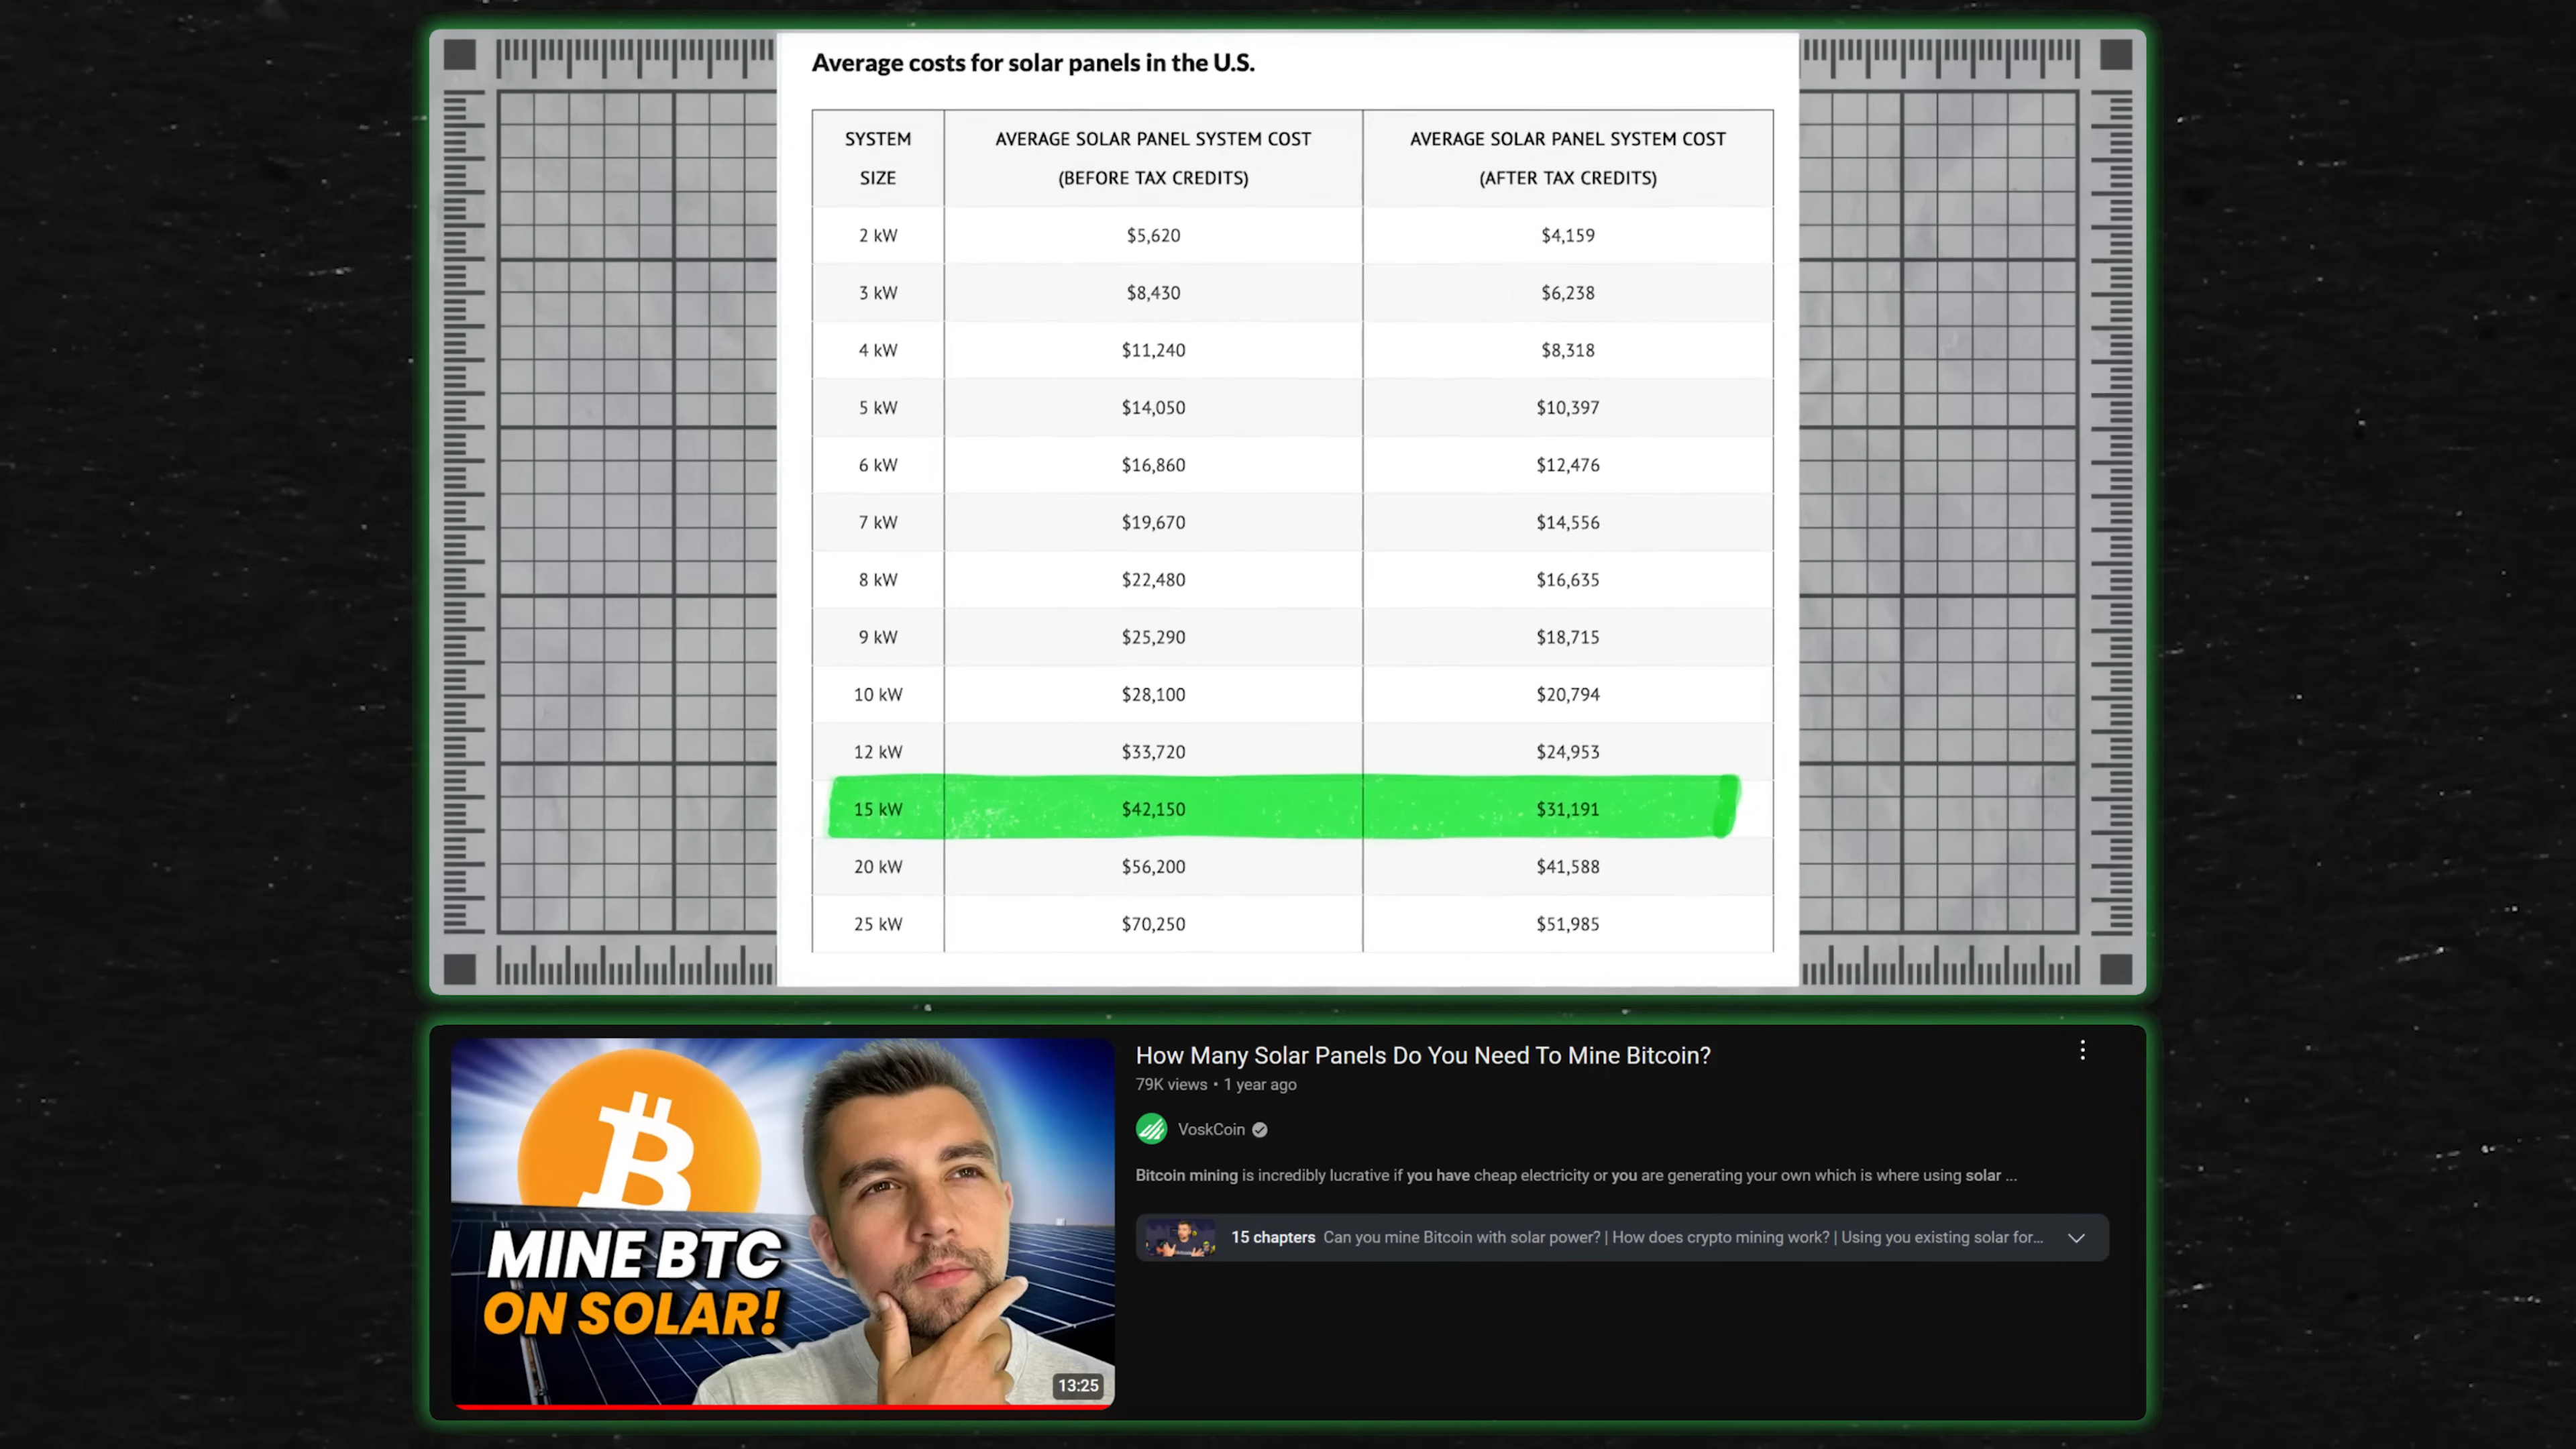 Average costs for solar panels in the U.S.
SYSTEM SIZE
AVERAGE SOLAR PANEL SYSTEM COST (BEFORE TAX CREDITS)
AVERAGE SOLAR PANEL SYSTEM COST (AFTER TAX CREDITS)
2 kW $5,620 $4,159
3 kW $8,430 $6,238
4 kW $11,240 $8,318
5 kW $14,050 $10,397
6 kW $16,860 $12,476
7 kW $19,670 $14,556
8 kW $22,480 $16,635
9 kW $25,290 $18,715
10 kW $28,100 $20,794
12 kW $33,720 $24,953
15 kW $42,150 $31,191
20 kW $56,200 $41,588
25 kW $70,250 $51,985
MINE BTC
ON SOLAR!
13:25
How Many Solar Panels Do You Need To Mine Bitcoin?
79K views • 1 year ago
VoskCoin
Bitcoin mining is incredibly lucrative if you have cheap electricity or you are generating your own which is where using solar ...
15 chapters Can you mine Bitcoin with solar power? | How does crypto mining work? | Using you existing solar for...